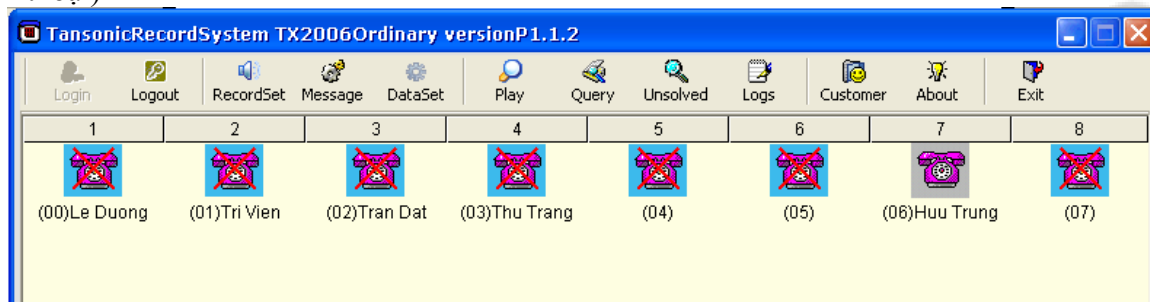 TansonicRecordSystem TX2006Ordinary versionP1.1.2
Login Logout RecordSet Message DataSet Play Query Unsolved Logs Customer About Exit
1 2 3 4 5 6 7 8
(00)Le Duong (01)Tri Vien (02)Tran Dat (03)Thu Trang (04) (05) (06)Huu Trung (07)